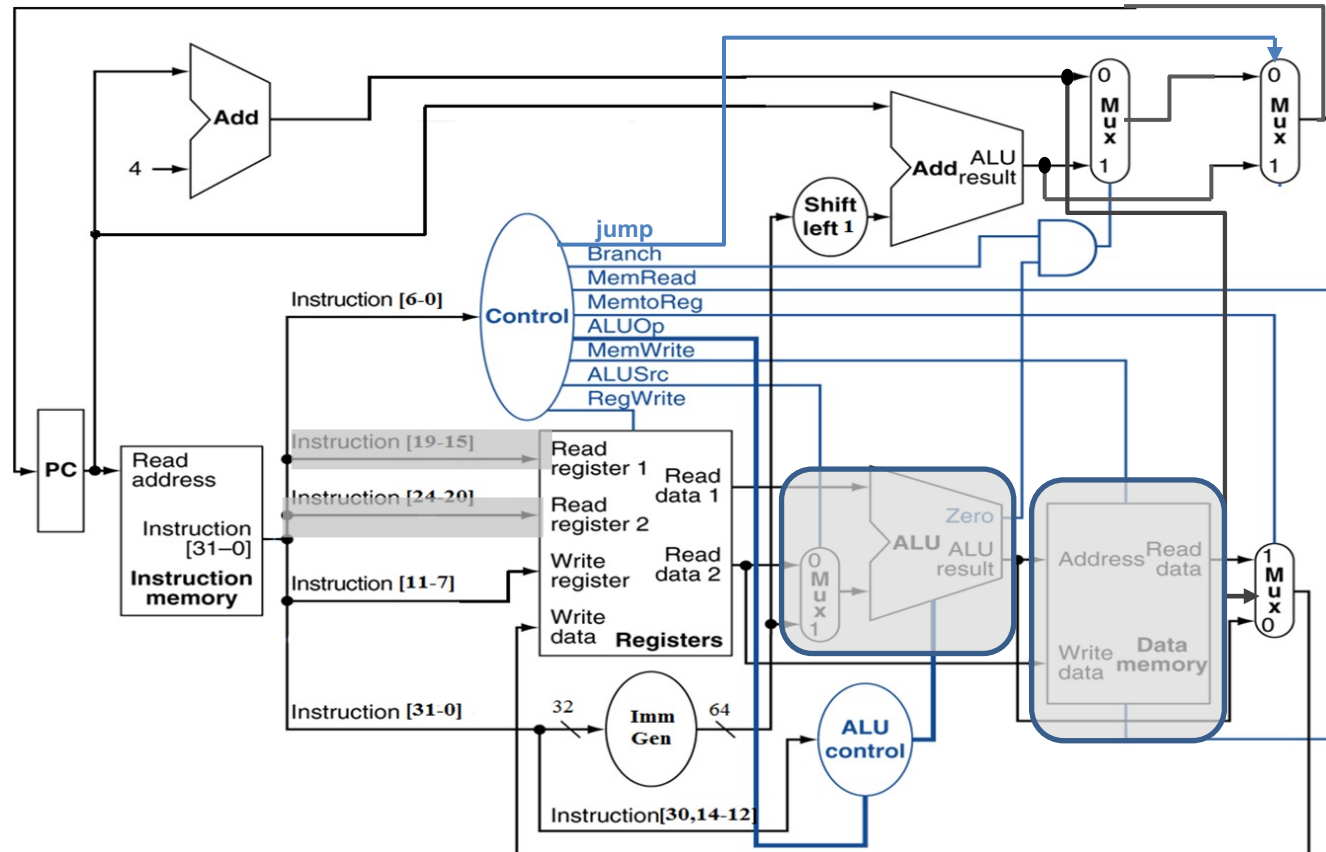 0
0
M
u
x
M
u
x
Add
ALU
Add result
1
1
4
Shift
left 1
jump
Branch
MemRead
Instruction [6-0]
MemtoReg
Control
ALUOp
MemWrite
ALUSrc
RegWrite
Instruction [19-15]
Read
register 1
Read
data 1
PC
Read
address
Instruction [24-20]
Read
register 2
Zero
Instruction
[31–0]
Instruction
memory
Write
register
Read
data 2
0
M
u
x
1
ALU
ALU
result
Address
Read
data
1
M
u
x
0
Instruction [11-7]
Write
data
Registers
Write
data
Data
memory
Instruction [31-0]
32
Imm
Gen
64
ALU
control
Instruction[30,14-12]